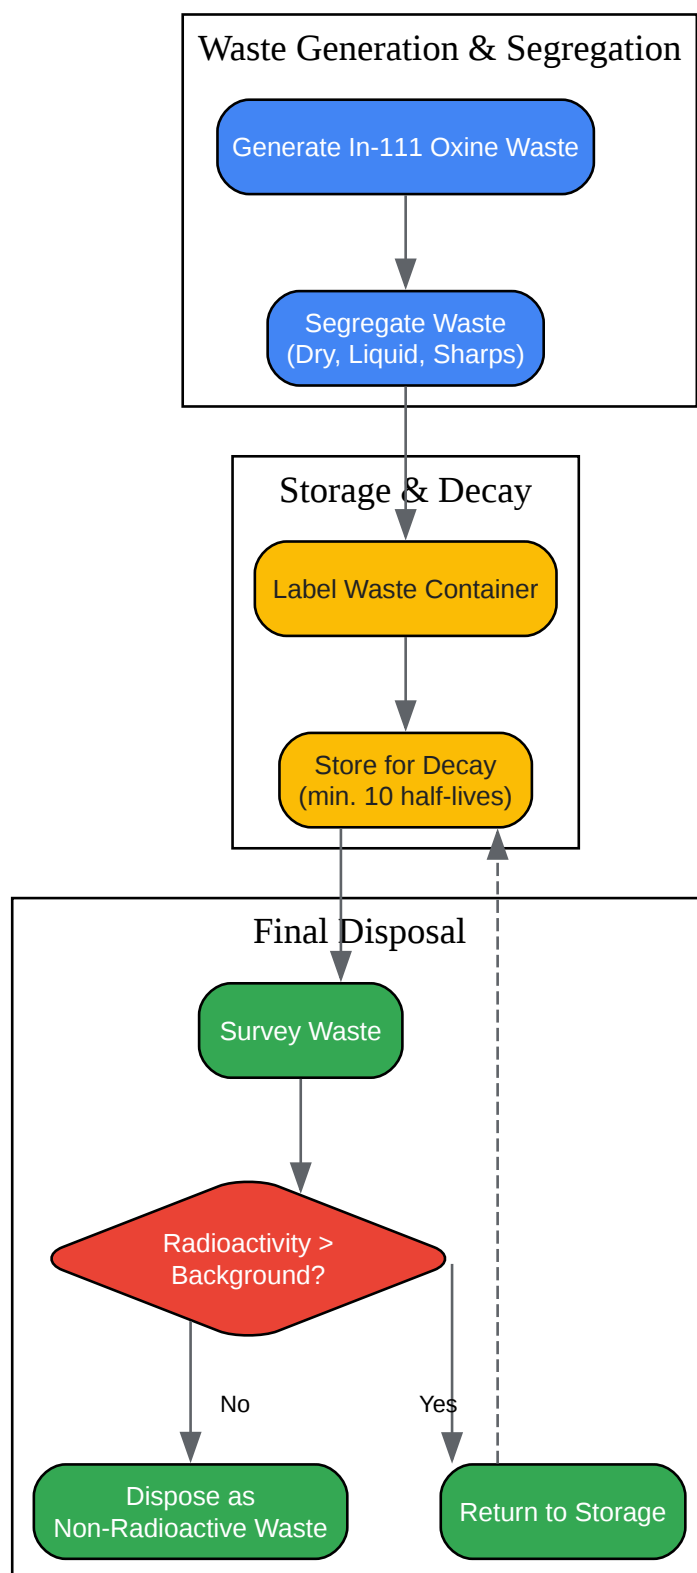 Waste Generation & Segregation
Generate In-111 Oxine Waste
Segregate Waste
(Dry, Liquid, Sharps)
Storage & Decay
Label Waste Container
Store for Decay
(min. 10 half-lives)
Final Disposal
Survey Waste
Radioactivity >
Background?
No
Yes
Dispose as
Non-Radioactive Waste
Return to Storage